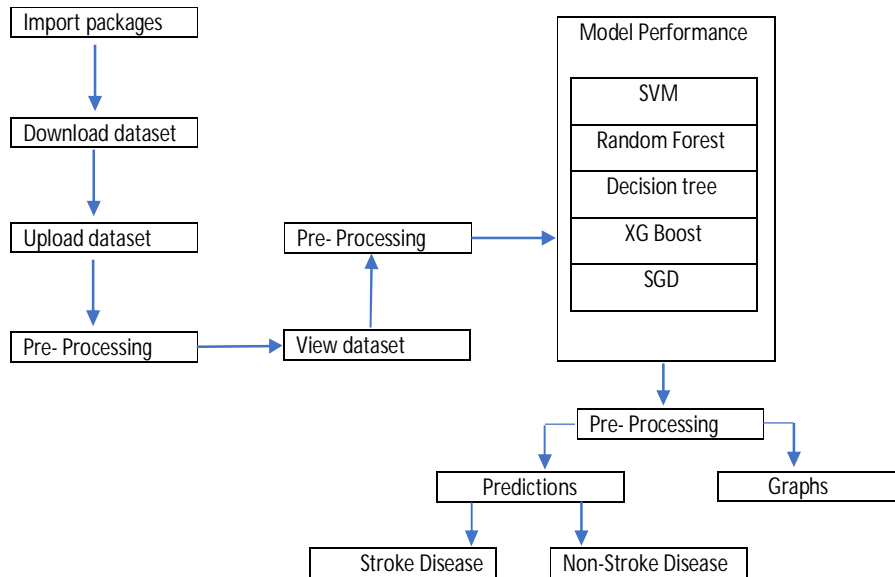 Import packages
Download dataset
Upload dataset
Pre- Processing
View dataset
Pre- Processing
Model Performance
SVM
Random Forest
Decision tree
XG Boost
SGD
Pre- Processing
Predictions
Graphs
Stroke Disease
Non-Stroke Disease